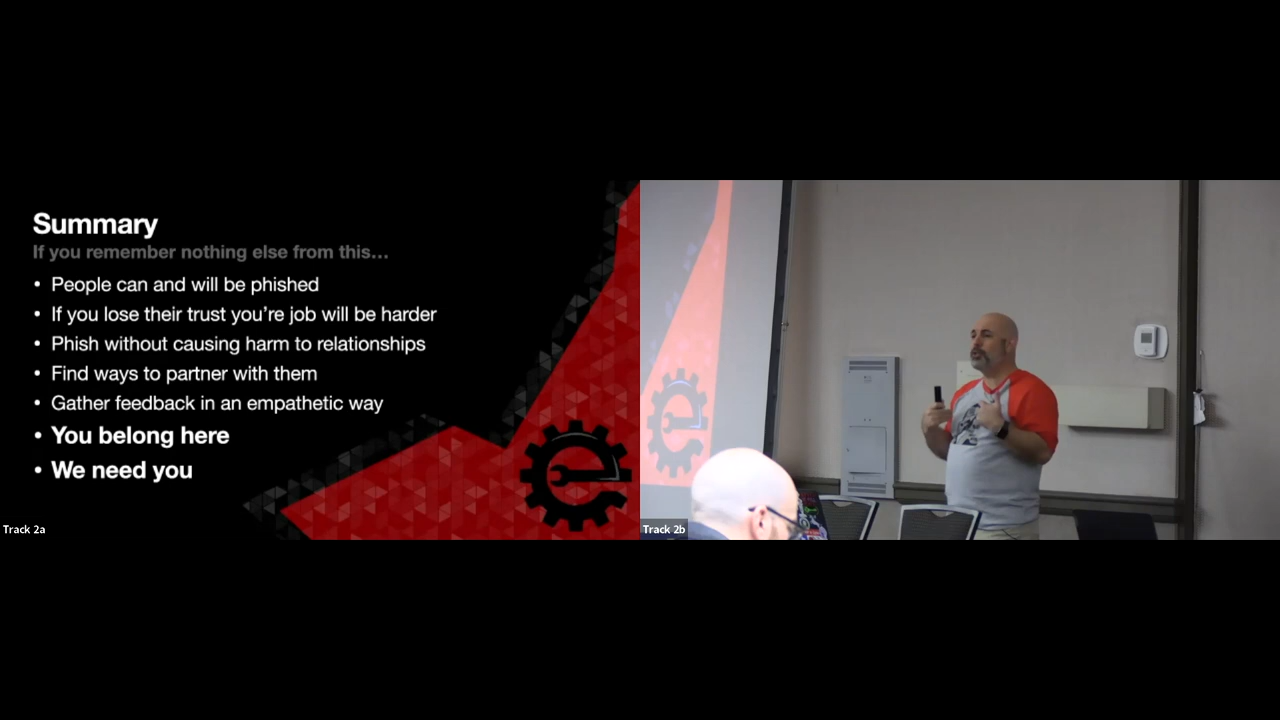 Summary
If you remember nothing else from this...
• People can and will be phished
• If you lose their trust you're job will be harder
• Phish without causing harm to relationships
• Find ways to partner with them
• Gather feedback in an empathetic way
• You belong here
• We need you
Track 2a
Track 2b